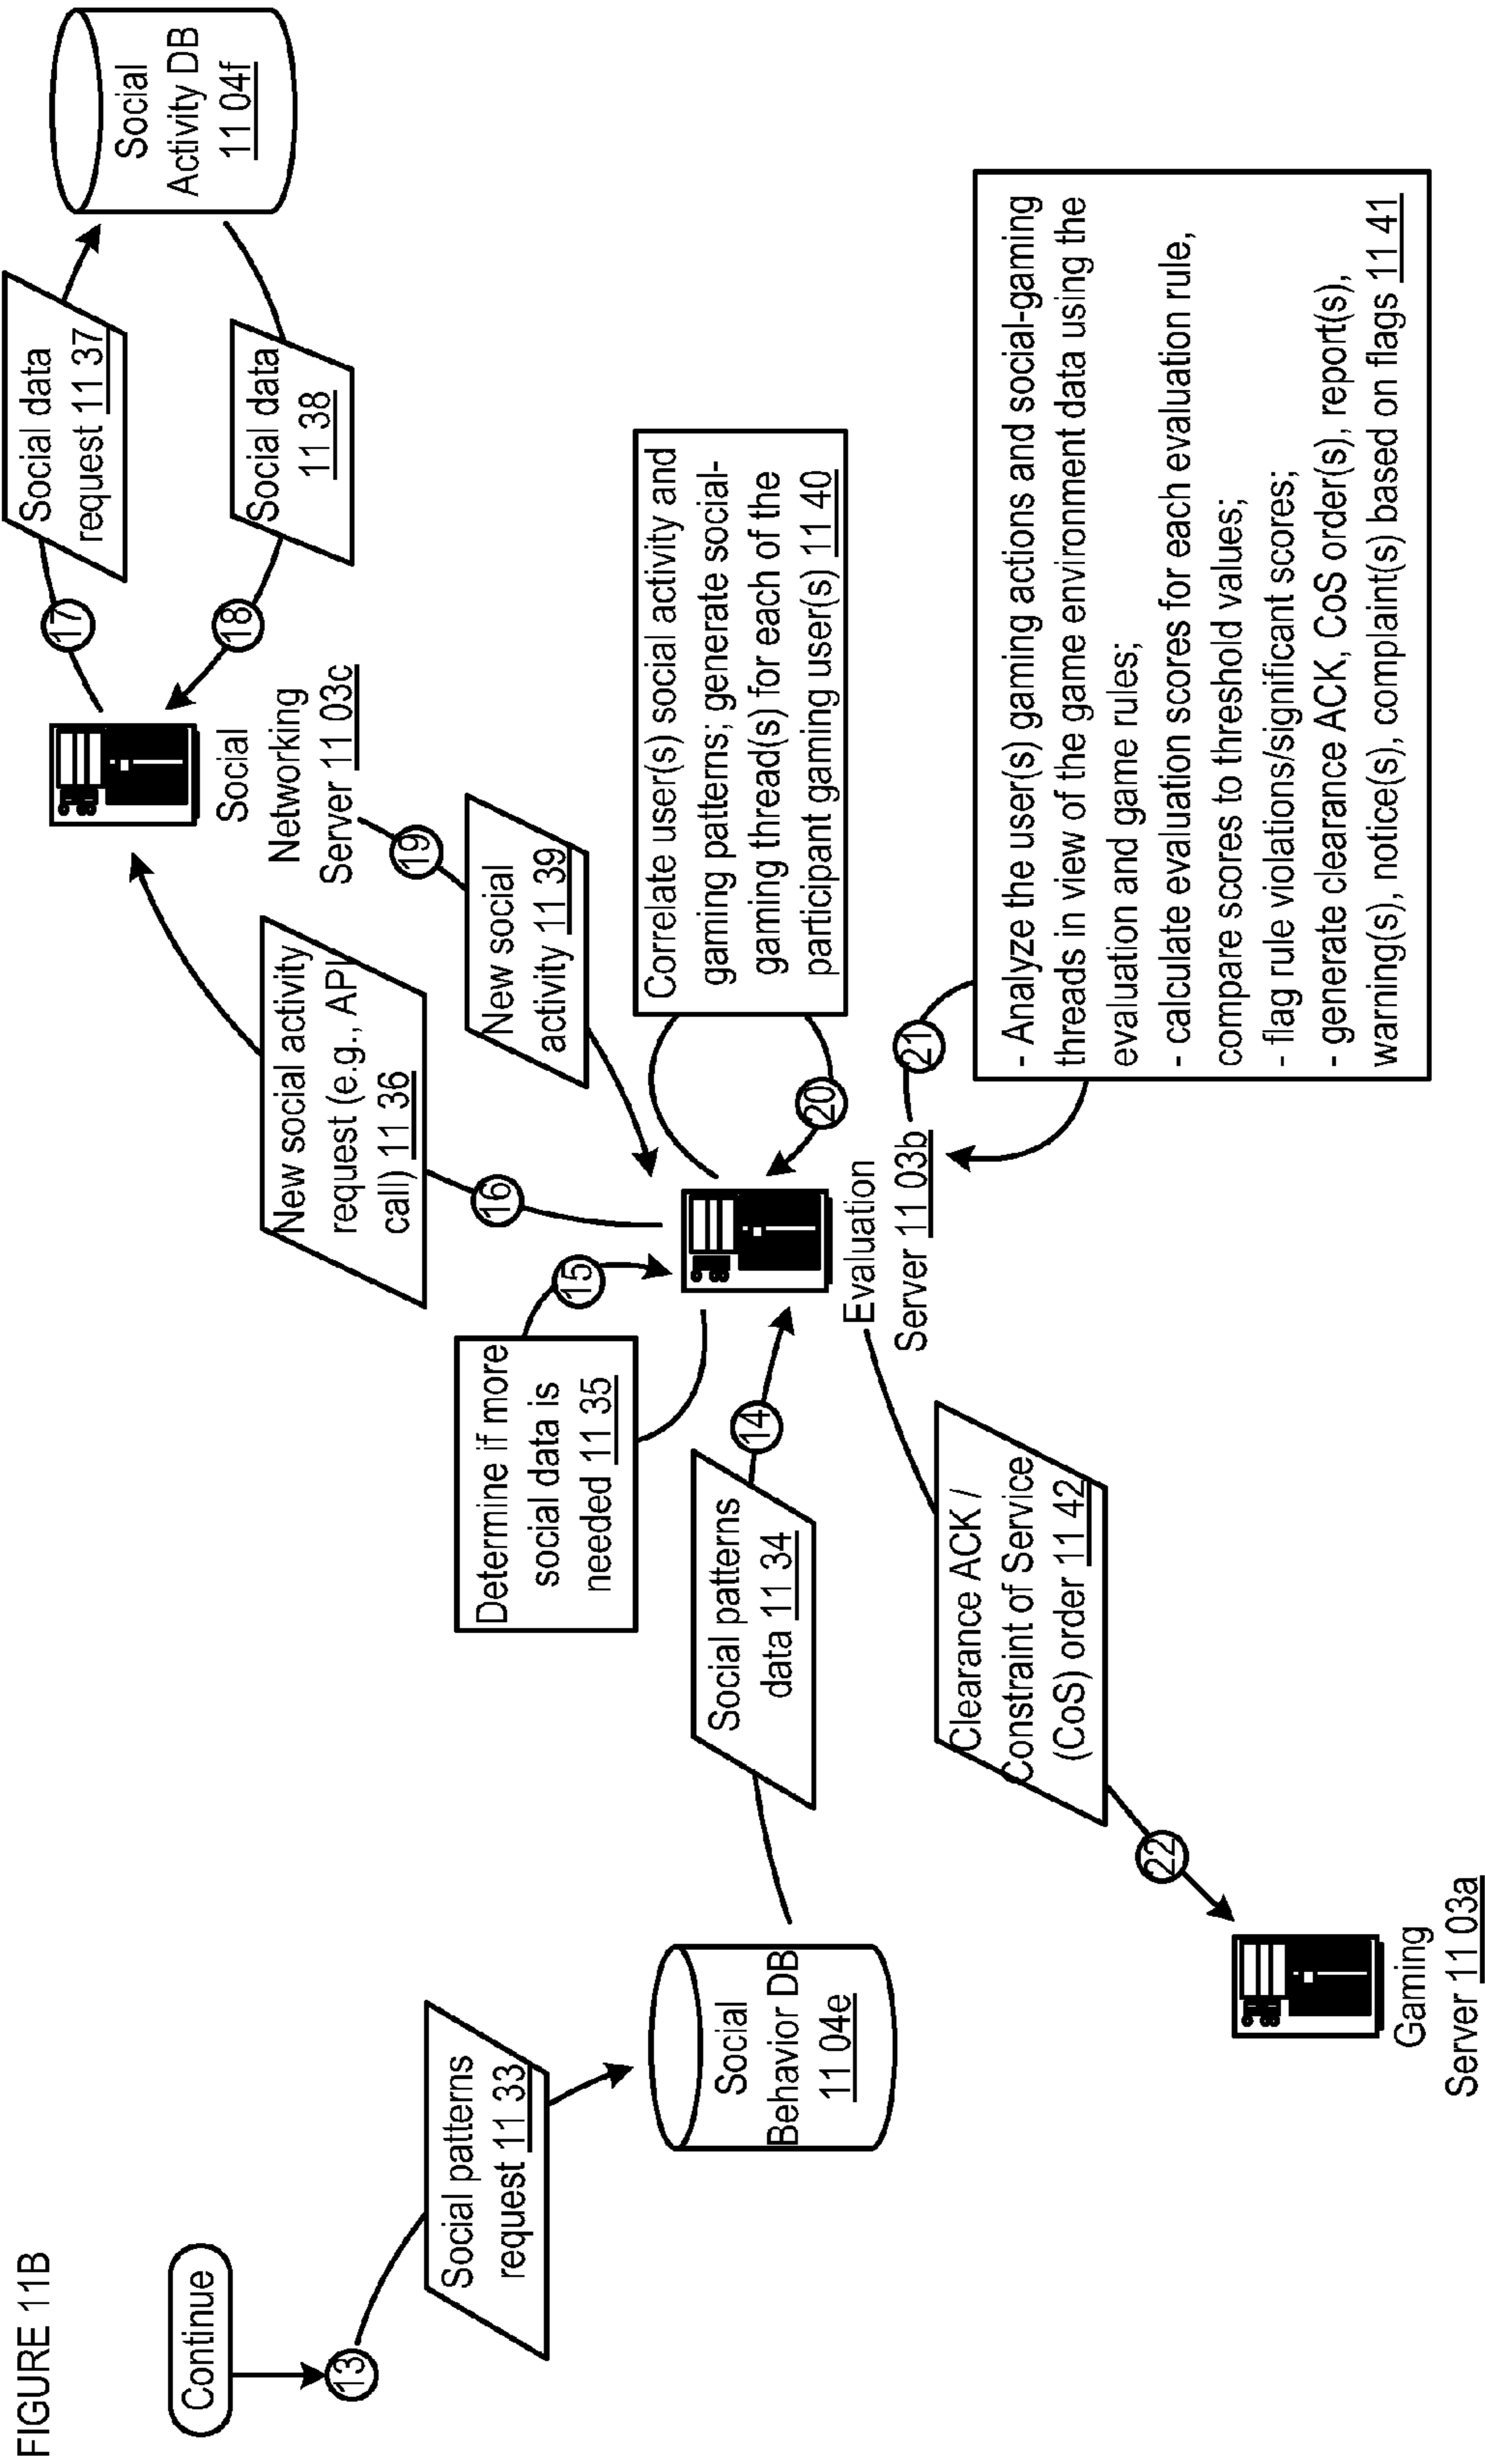 FIGURE 11B
Continue
13
Social patterns
request 11 33
Social
Behavior DB
11 04e
Social patterns
data 11 34
14
Determine if more
social data is
needed 11 35
15
New social activity
request (e.g., API
call) 11 36
16
Social
Networking
Server 11 03c
17
Social data
request 11 37
Social
Activity DB
11 04f
Social data
11 38
18
19
New social
activity 11 39
Correlate user(s) social activity and
gaming patterns; generate social-
gaming thread(s) for each of the
participant gaming user(s) 11 40
20
Evaluation
Server 11 03b
21
- Analyze the user(s) gaming actions and social-gaming
threads in view of the game environment data using the
evaluation and game rules;
- calculate evaluation scores for each evaluation rule,
compare scores to threshold values;
- flag rule violations/significant scores;
- generate clearance ACK, CoS order(s), report(s),
warning(s), notice(s), complaint(s) based on flags 11 41
Clearance ACK /
Constraint of Service
(CoS) order 11 42
22
Gaming
Server 11 03a